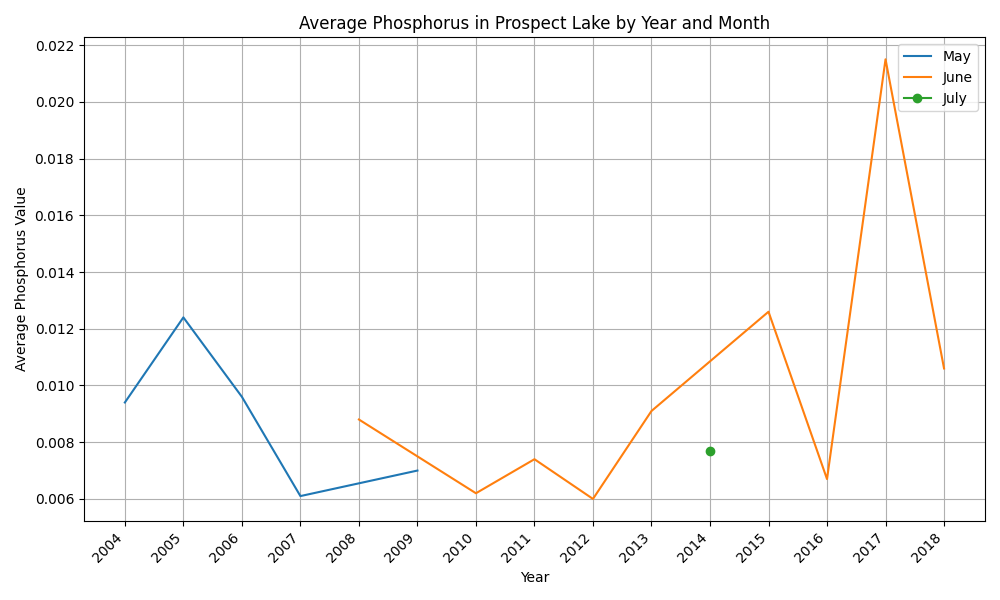 Average Phosphorus in Prospect Lake by Year and Month
May
June
July
Average Phosphorus Value
0.022
0.020
0.018
0.016
0.014
0.012
0.010
0.008
0.006
2004 2005 2006 2007 2008 2009 2010 2011 2012 2013 2014 2015 2016 2017 2018
Year